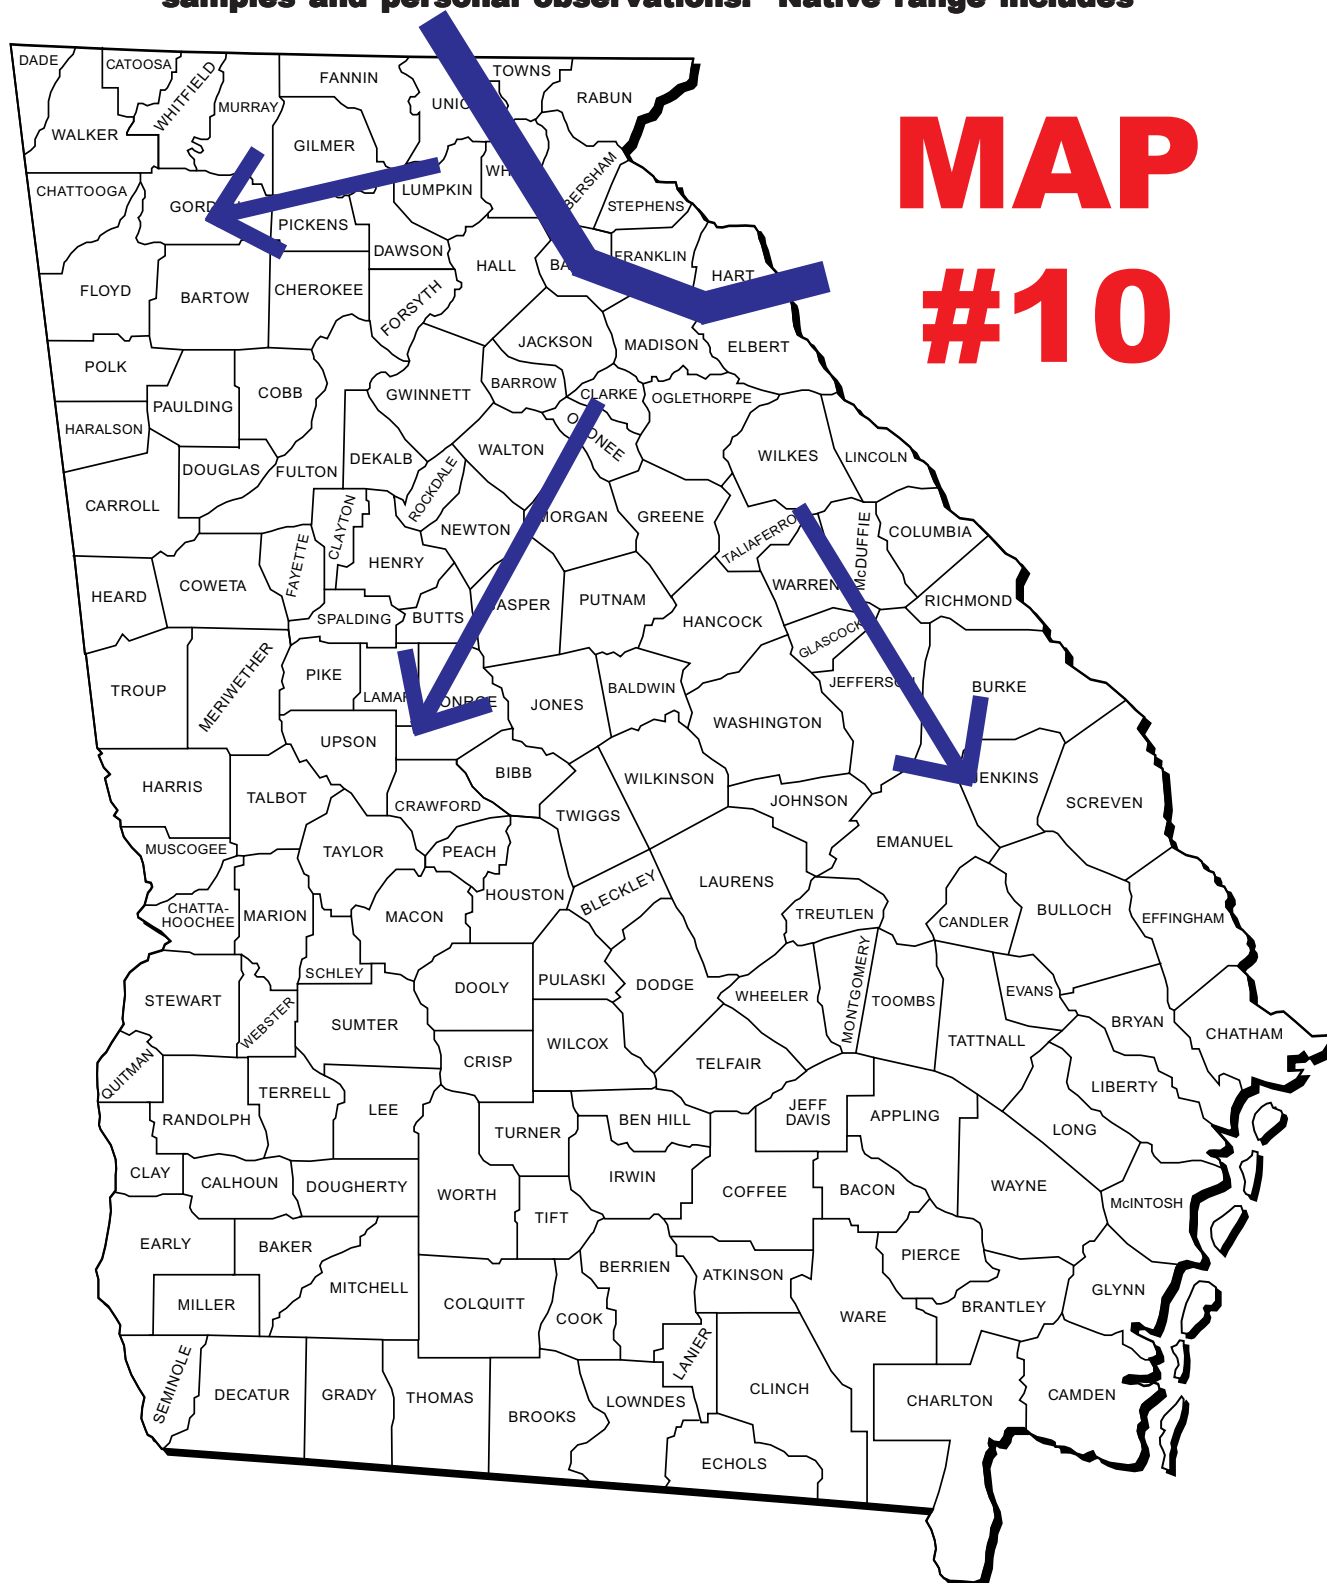 samples and personal observations. Native range includes
MAP
#10
DADE
CATOOSA
WHITFIELD
MURRAY
FANNIN
TOWNS
RABUN
WALKER
GILMER
CHATTOOGA
LUMPKIN
STEPHENS
PICKENS
DAWSON
HALL
FRANKLIN
HART
FLOYD
BARTOW
CHEROKEE
FORSYTH
JACKSON
MADISON
ELBERT
POLK
PAULDING
COBB
GWINNETT
BARROW
CLARKE
OGLETHORPE
HARALSON
DOUGLAS
FULTON
DEKALB
ROCKDALE
WALTON
WILKES
LINCOLN
CARROLL
CLAYTON
NEWTON
MORGAN
GREENE
TALIAFERRO
McDUFFIE
COLUMBIA
HEARD
COWETA
FAYETTE
HENRY
SPALDING
BUTTS
PUTNAM
HANCOCK
WARREN
RICHMOND
GLASCOCK
TROUP
MERIWETHER
PIKE
LAMAR
JONES
BALDWIN
WASHINGTON
BURKE
UPSON
HARRIS
TALBOT
CRAWFORD
BIBB
TWIGGS
WILKINSON
JOHNSON
JENKINS
SCREVEN
EMANUEL
MUSCOGEE
TAYLOR
PEACH
HOUSTON
BLECKLEY
LAURENS
TREUTLEN
CANDLER
BULLOCH
EFFINGHAM
CHATTA-
HOOCHEE
MARION
MACON
SCHLEY
DOOLY
PULASKI
DODGE
WHEELER
MONTGOMERY
TOOMBS
EVANS
BRYAN
CHATHAM
STEWART
WEBSTER
SUMTER
CRISP
WILCOX
TELFAIR
TATTNALL
LIBERTY
QUITMAN
RANDOLPH
TERRELL
LEE
TURNER
BEN HILL
JEFF
DAVIS
APPLING
LONG
CLAY
CALHOUN
DOUGHERTY
WORTH
TIFT
IRWIN
COFFEE
BACON
WAYNE
McINTOSH
EARLY
BAKER
MITCHELL
COLQUITT
COOK
BERRIEN
ATKINSON
PIERCE
WARE
BRANTLEY
GLYNN
MILLER
SEMINOLE
DECATUR
GRADY
THOMAS
BROOKS
LOWNDES
LANIER
CLINCH
CHARLTON
CAMDEN
ECHOLS